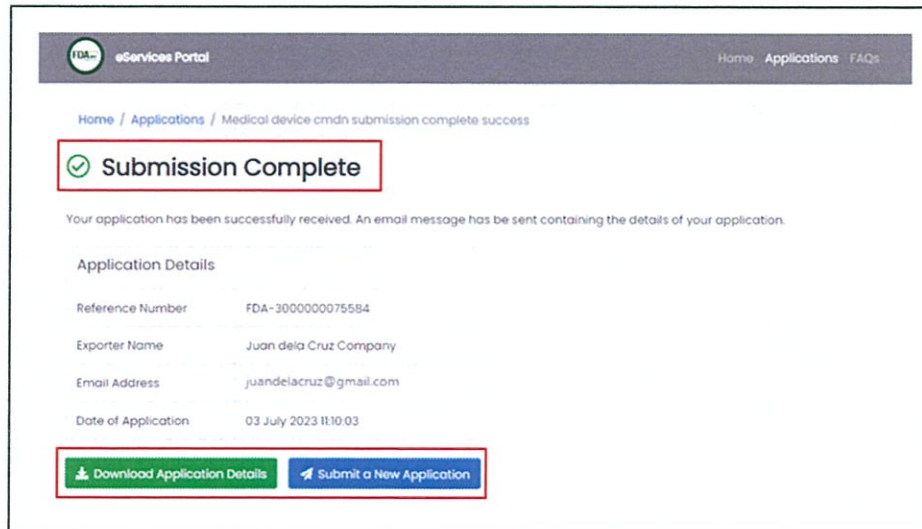 FDA
eServices Portal
Home Applications FAQs
Home / Applications / Medical device cmdn submission complete success
Submission Complete
Your application has been successfully received. An email message has be sent containing the details of your application.
Application Details
Reference Number FDA-3000000075584
Exporter Name Juan dela Cruz Company
Email Address juandelacruz@gmail.com
Date of Application 03 July 2023 11:10:03
Download Application Details Submit a New Application